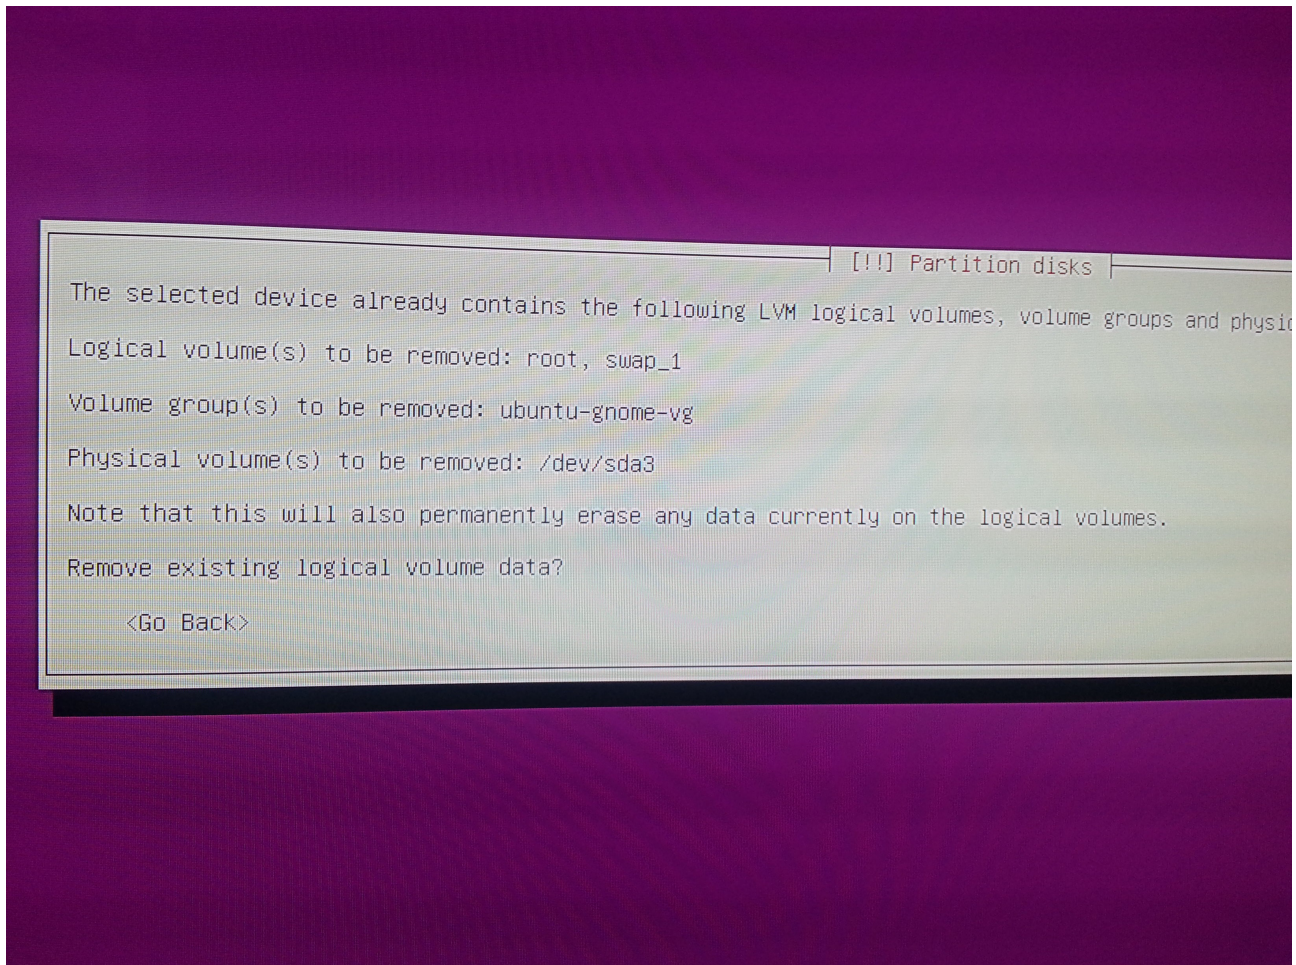 [!!] Partition disks
The selected device already contains the following LVM logical volumes, volume groups and
Logical volume(s) to be removed: root, swap_1
Volume group(s) to be removed: ubuntu-gnome-vg
Physical volume(s) to be removed: /dev/sda3
Note that this will also permanently erase any data currently on the logical volumes.
Remove existing logical volume data?
<Go Back>